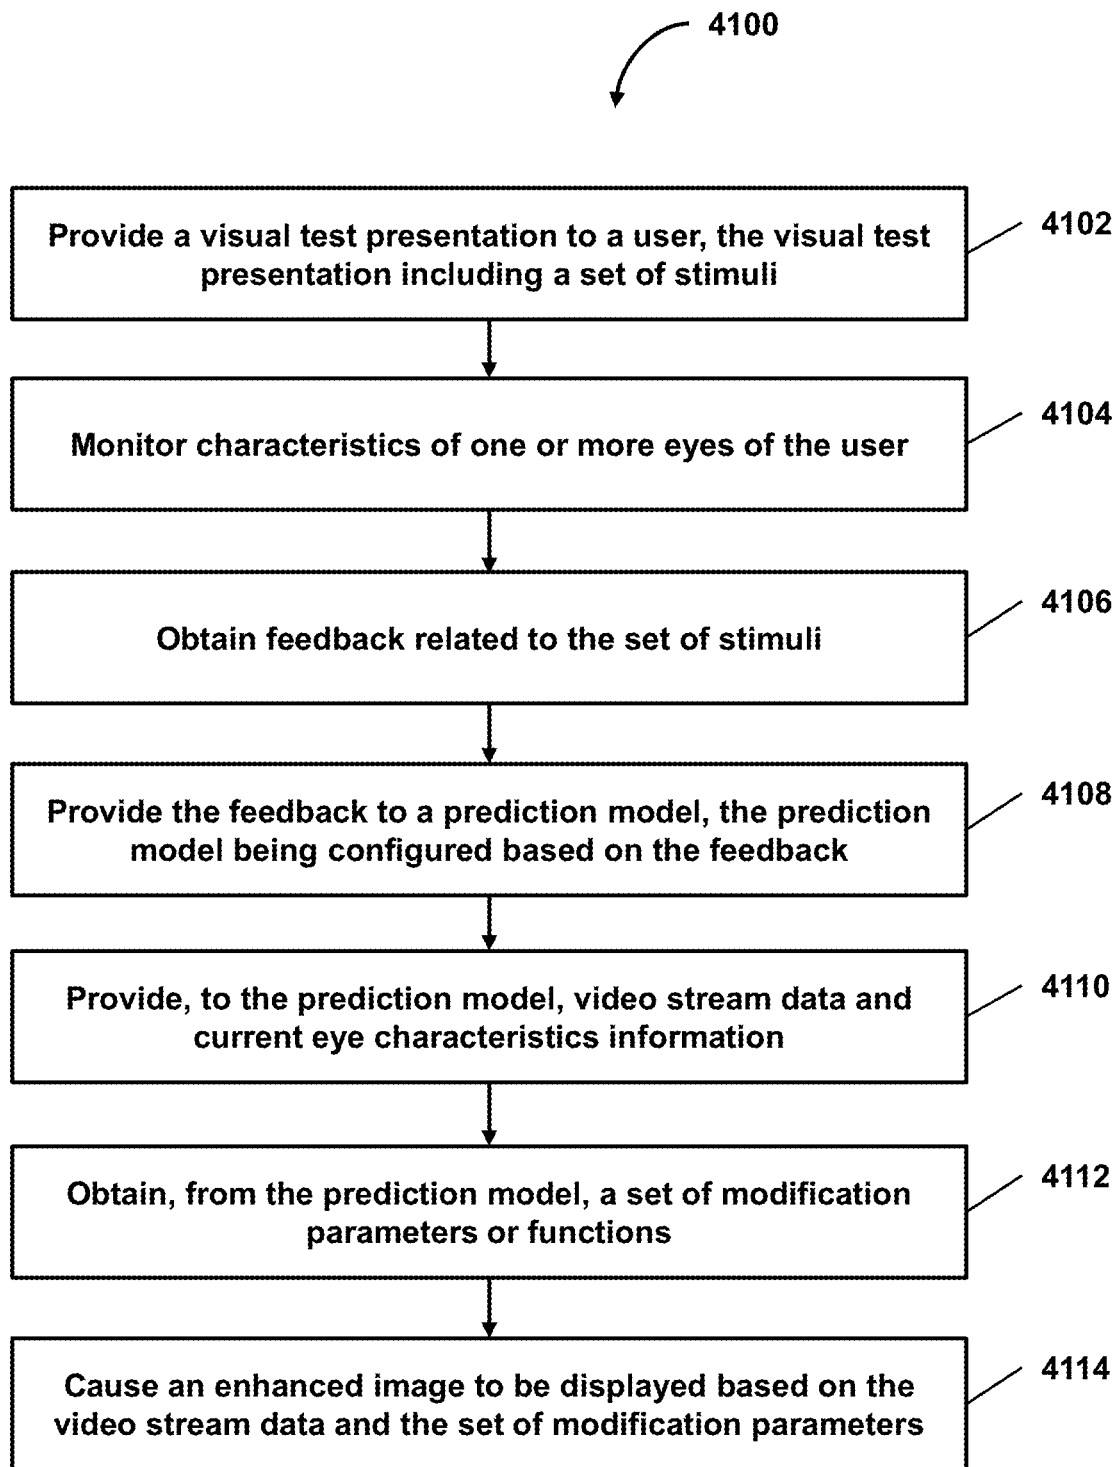 4100
Provide a visual test presentation to a user, the visual test
presentation including a set of stimuli
4102
Monitor characteristics of one or more eyes of the user
4104
Obtain feedback related to the set of stimuli
4106
Provide the feedback to a prediction model, the prediction
model being configured based on the feedback
4108
Provide, to the prediction model, video stream data and
current eye characteristics information
4110
Obtain, from the prediction model, a set of modification
parameters or functions
4112
Cause an enhanced image to be displayed based on the
video stream data and the set of modification parameters
4114